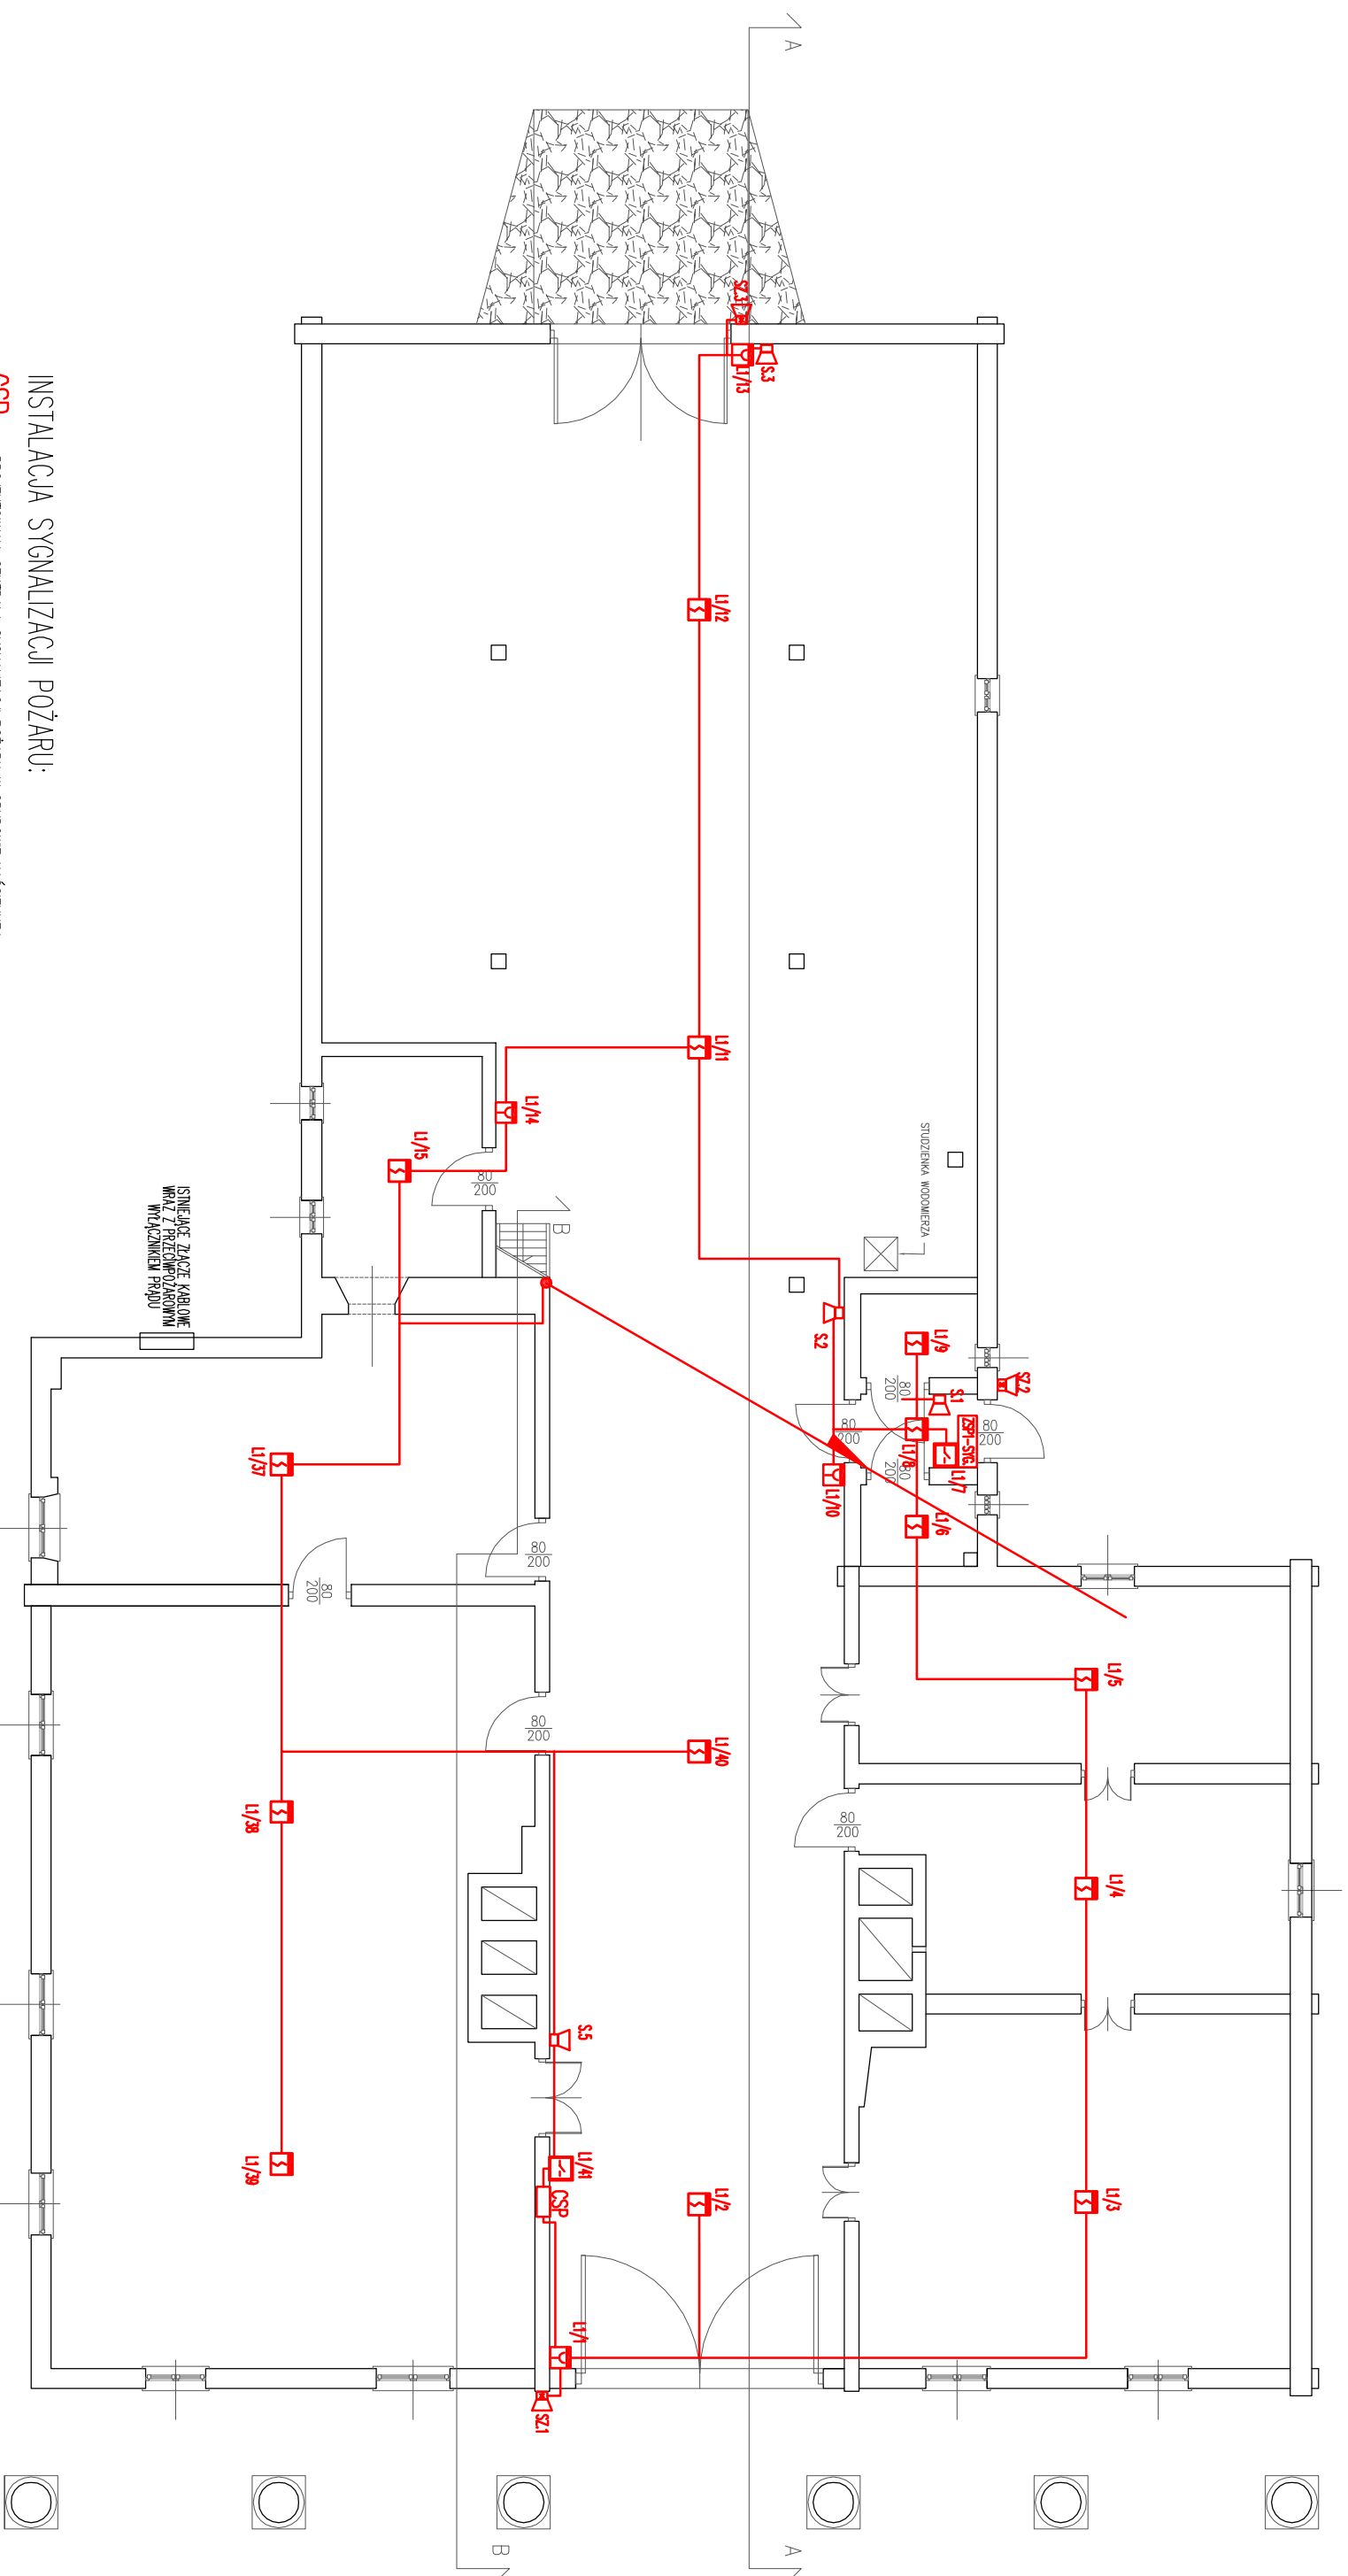 A
SZ.3
S.3
L1/13
L1/12
L1/11
L1/14
L1/15
80
200
B
STUDZIENKA WODOMIERZA
S.2
L1/9
SZ.2
S.1
80
200
80
200
80
200
80
200
ZSP1-SYG.
L1/7
L1/8
L1/10
L1/6
L1/5
L1/4
L1/3
ISTNIEJĄCE ZŁĄCZE KABLOWE
WRAZ Z PRZECIWPOŻAROWYM
WYŁĄCZNIKIEM PRĄDU
L1/37
80
200
80
200
80
200
80
200
L1/40
L1/38
L1/39
S.5
L1/41
CSP
L1/2
L1/1
SZ.1
B
A
INSTALACJA SYGNALIZACJI POŻARU:
CSP